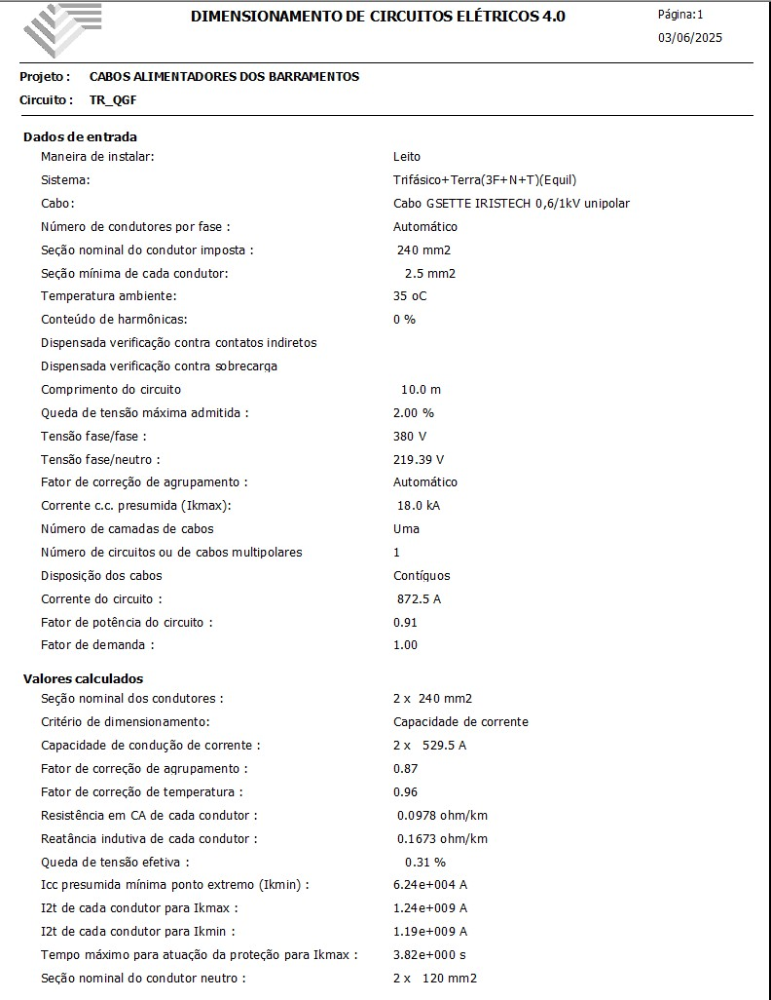 DIMENSIONAMENTO DE CIRCUITOS ELÉTRICOS 4.0
Página:1
03/06/2025
Projeto : CABOS ALIMENTADORES DOS BARRAMENTOS
Circuito : TR_QGF
Dados de entrada
Maneira de instalar: Leito
Sistema: Trifásico+Terra(3F+N+T)(Equil)
Cabo: Cabo GSETTE IRISTECH 0,6/1kV unipolar
Número de condutores por fase : Automático
Seção nominal do condutor imposta : 240 mm2
Seção mínima de cada condutor: 2.5 mm2
Temperatura ambiente: 35 oC
Conteúdo de harmônicas: 0 %
Dispensada verificação contra contatos indiretos
Dispensada verificação contra sobrecarga
Comprimento do circuito 10.0 m
Queda de tensão máxima admitida : 2.00 %
Tensão fase/fase : 380 V
Tensão fase/neutro : 219.39 V
Fator de correção de agrupamento : Automático
Corrente c.c. presumida (Ikmax): 18.0 kA
Número de camadas de cabos Uma
Número de circuitos ou de cabos multipolares 1
Disposição dos cabos Contíguos
Corrente do circuito : 872.5 A
Fator de potência do circuito : 0.91
Fator de demanda : 1.00
Valores calculados
Seção nominal dos condutores : 2 x 240 mm2
Critério de dimensionamento: Capacidade de corrente
Capacidade de condução de corrente : 2 x 529.5 A
Fator de correção de agrupamento : 0.87
Fator de correção de temperatura : 0.96
Resistência em CA de cada condutor : 0.0978 ohm/km
Reatância indutiva de cada condutor : 0.1673 ohm/km
Queda de tensão efetiva : 0.31 %
Icc presumida mínima ponto extremo (Ikmin) : 6.24e+004 A
I2t de cada condutor para Ikmax : 1.24e+009 A
I2t de cada condutor para Ikmin : 1.19e+009 A
Tempo máximo para atuação da proteção para Ikmax : 3.82e+000 s
Seção nominal do condutor neutro : 2 x 120 mm2